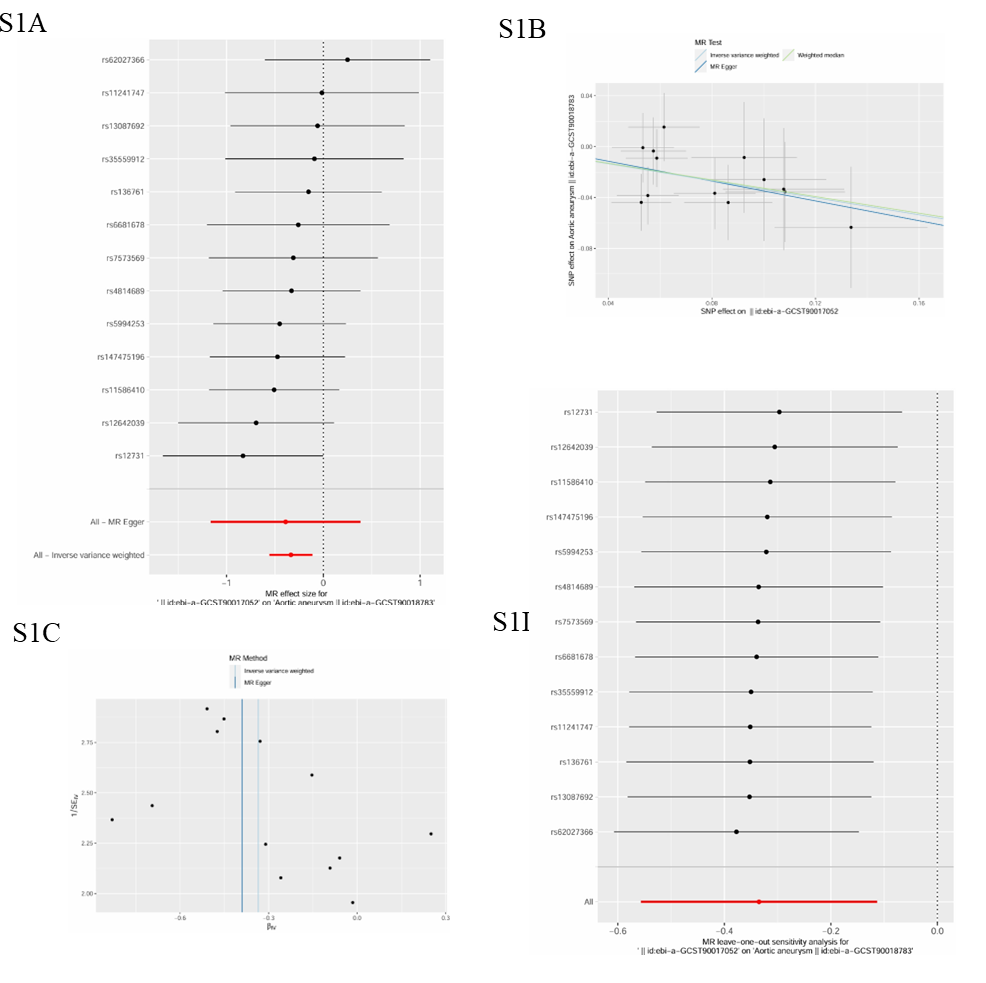 S1A
rs62027366
rs11241747
rs13087692
rs35559912
rs136761
rs6681678
rs7573569
rs4814689
rs5994253
rs147475196
rs11586410
rs12642039
rs12731
All − MR Egger
All − Inverse variance weighted
−1
0
1
MR effect size for
' || id:ebi-a-GCST90017052' on 'Aortic aneurysm || id:ebi-a-GCST90018783'
S1B
MR Test
Inverse variance weighted
Weighted median
MR Egger
SNP effect on Aortic aneurysm || id:ebi-a-GCST90018783
0.04
0.00
-0.04
-0.08
0.04
0.08
0.12
0.16
SNP effect on || id:ebi-a-GCST90017052
S1C
MR Method
Inverse variance weighted
MR Egger
1/SEIV
2.75
2.50
2.25
2.00
-0.6
-0.3
0.0
0.3
βIV
S1I
rs12731
rs12642039
rs11586410
rs147475196
rs5994253
rs4814689
rs7573569
rs6681678
rs35559912
rs11241747
rs136761
rs13087692
rs62027366
All
−0.6
−0.4
−0.2
0.0
MR leave−one−out sensitivity analysis for
' || id:ebi-a-GCST90017052' on 'Aortic aneurysm || id:ebi-a-GCST90018783'